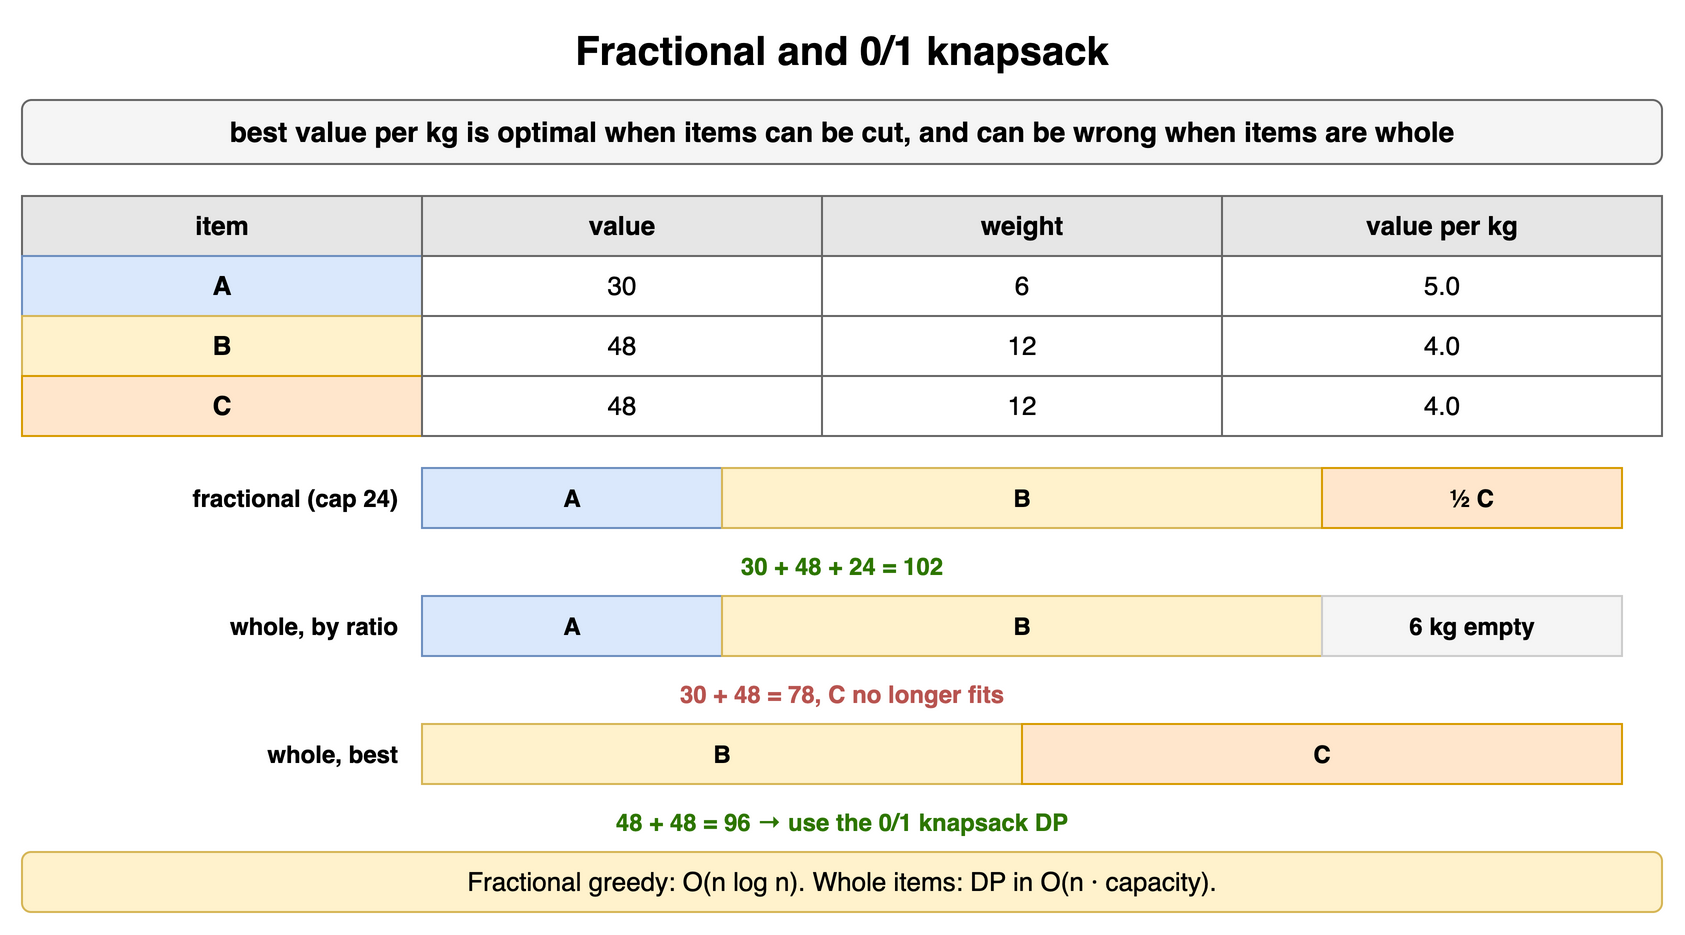 Fractional and 0/1 knapsack
best value per kg is optimal when items can be cut, and can be wrong when items are whole
item value weight value per kg
A 30 6 5.0
B 48 12 4.0
C 48 12 4.0
fractional (cap 24) A B ½ C
30 + 48 + 24 = 102
whole, by ratio A B 6 kg empty
30 + 48 = 78, C no longer fits
whole, best B C
48 + 48 = 96 → use the 0/1 knapsack DP
Fractional greedy: O(n log n). Whole items: DP in O(n · capacity).